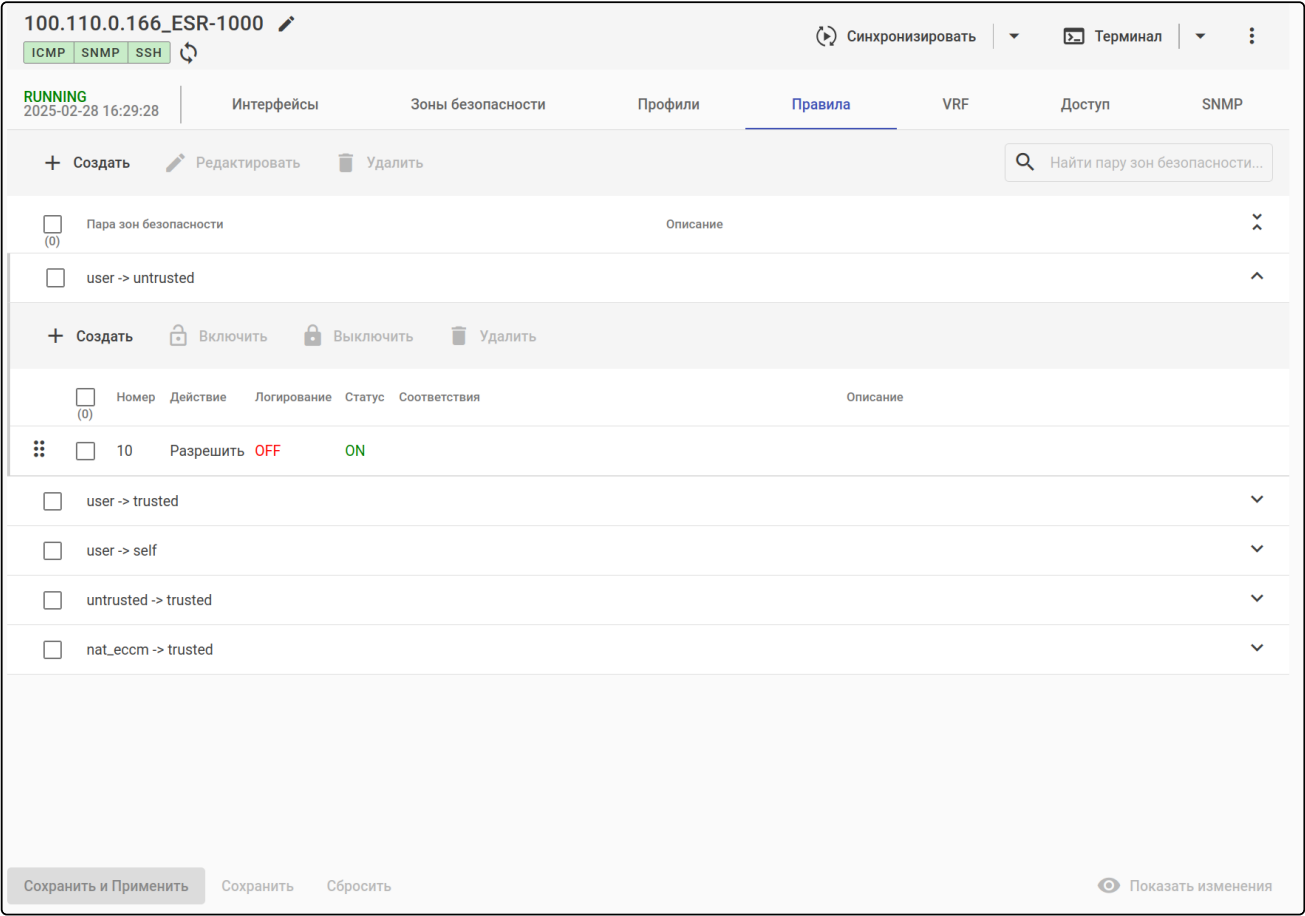 100.110.0.166_ESR-1000
Синхронизировать
Терминал
ICMP SNMP SSH
RUNNING
2025-02-28 16:29:28
Интерфейсы Зоны безопасности Профили Правила VRF Доступ SNMP
Создать Редактировать Удалить
Найти пару зон безопасности...
(0) Пара зон безопасности Описание
user -> untrusted
Создать Включить Выключить Удалить
(0) Номер Действие Логирование Статус Соответствия Описание
10 Разрешить OFF ON
user -> trusted
user -> self
untrusted -> trusted
nat_eccm -> trusted
Сохранить и Применить Сохранить Сбросить Показать изменения